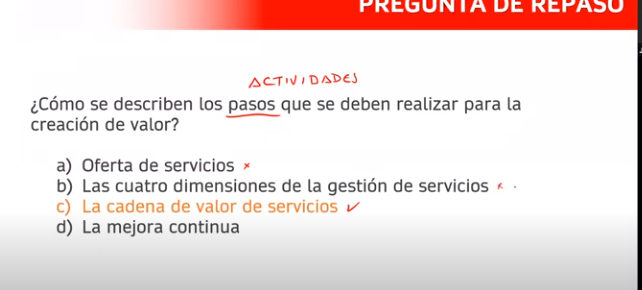 PREGUNTA DE REPASO
ACTIVIDADES
¿Cómo se describen los pasos que se deben realizar para la
creación de valor?
a) Oferta de servicios
b) Las cuatro dimensiones de la gestión de servicios
c) La cadena de valor de servicios
d) La mejora continua